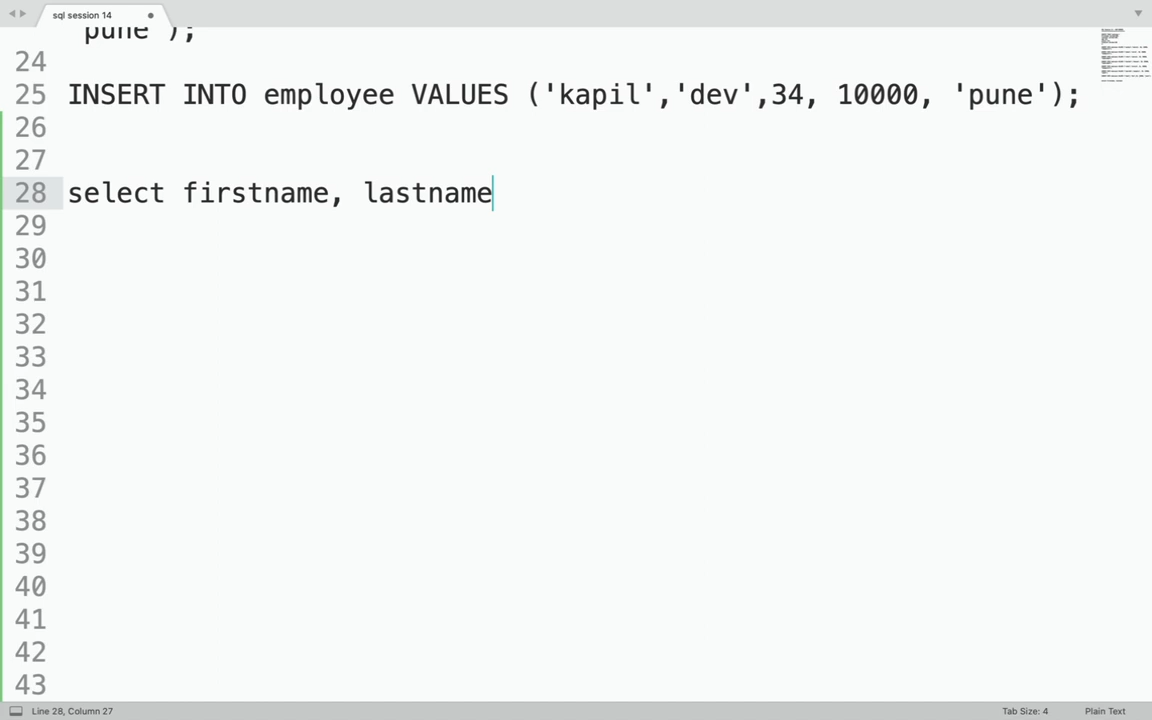 sql session 14
pune');
24
25 INSERT INTO employee VALUES ('kapil','dev',34, 10000, 'pune');
26
27
28 select firstname, lastname
29
30
31
32
33
34
35
36
37
38
39
40
41
42
43
Line 28, Column 27
Tab Size: 4
Plain Text